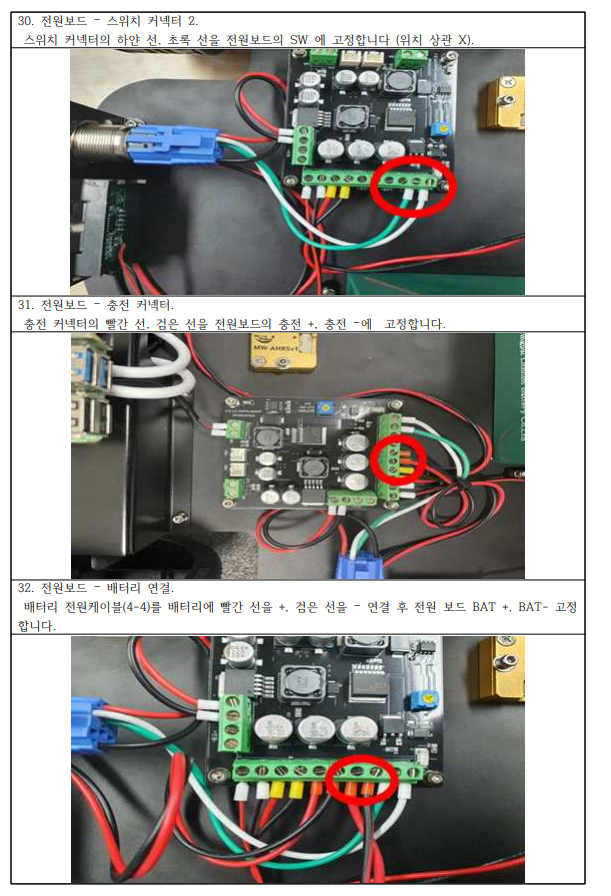 30. 전원보드 - 스위치 커넥터 2.
스위치 커넥터의 하얀 선, 초록 선을 전원보드의 SW 에 고정합니다 (위치 상관 X).
31. 전원보드 - 충전 커넥터.
충전 커넥터의 빨간 선, 검은 선을 전원보드의 충전 +, 충전 -에 고정합니다.
MW-AHRSv1
32. 전원보드 - 배터리 연결.
배터리 전원케이블(4-4)를 배터리에 빨간 선을 +, 검은 선을 - 연결 후 전원 보드 BAT +, BAT- 고정
합니다.